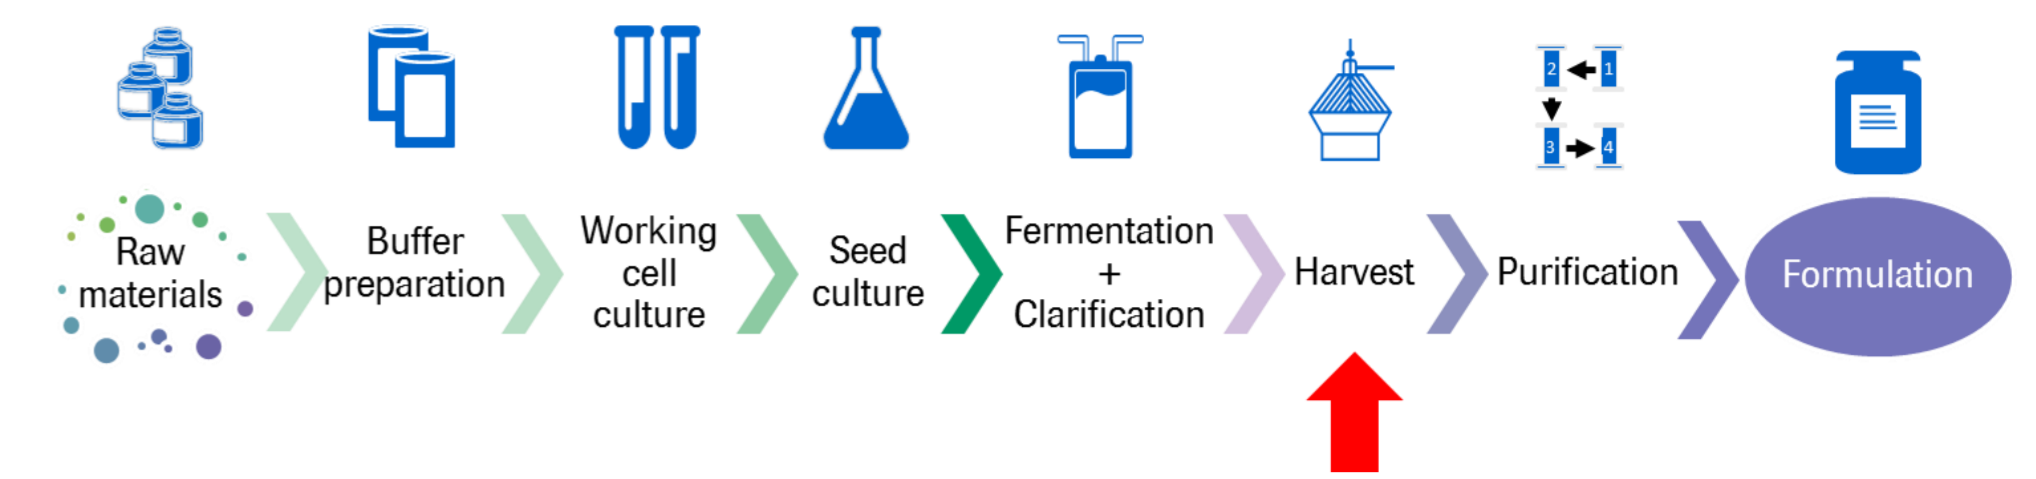 2
1
3
4
Raw
materials
Buffer
preparation
Working
cell
culture
Seed
culture
Fermentation
+
Clarification
Harvest
Purification
Formulation